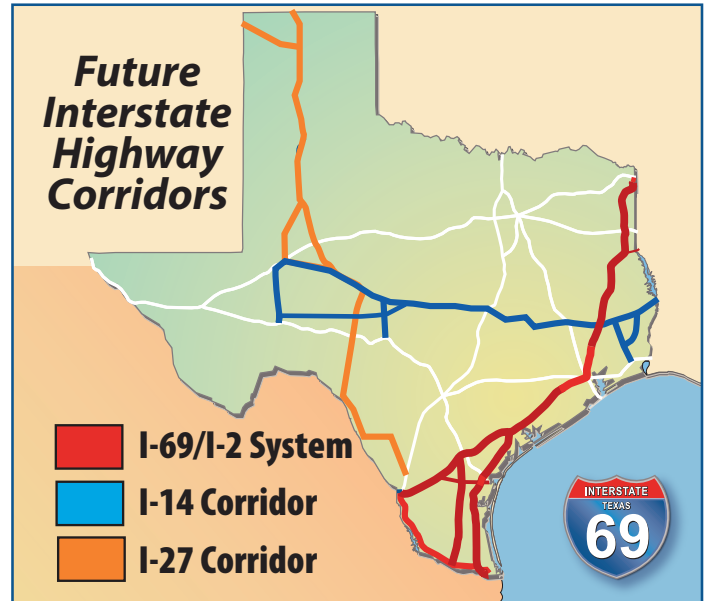 Future
Interstate
Highway
Corridors
I-69/I-2 System
I-14 Corridor
I-27 Corridor
INTERSTATE
TEXAS
69